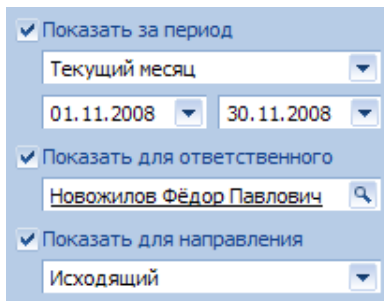 Показать за период
Текущий месяц
01.11.2008 30.11.2008
Показать для ответственного
Новожилов Фёдор Павлович
Показать для направления
Исходящий